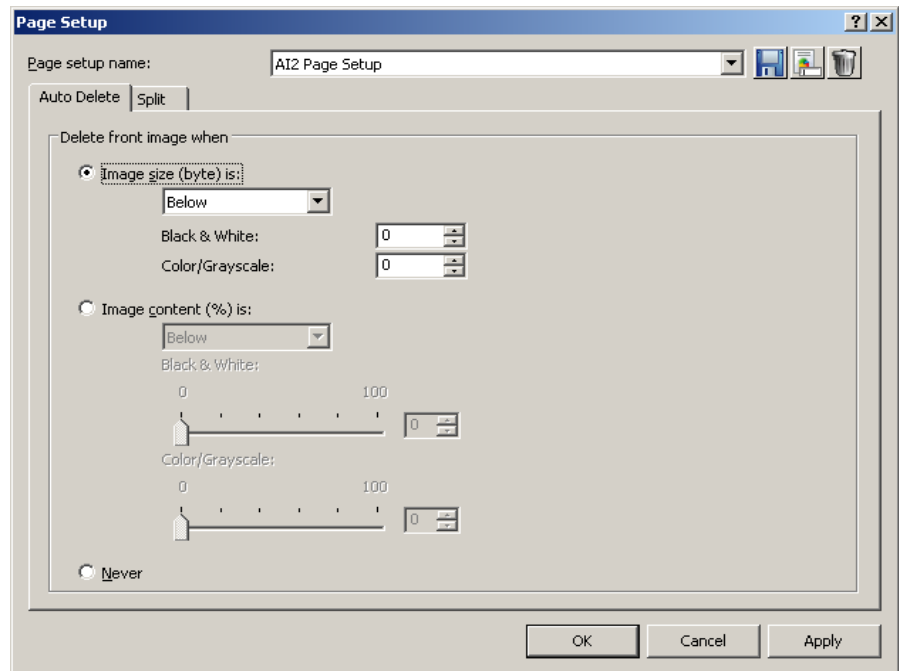 Page Setup
Page setup name: AI2 Page Setup
Auto Delete Split
Delete front image when
Image size (byte) is:
Below
Black & White: 0
Color/Grayscale: 0
Image content (%) is:
Below
Black & White:
0 100
0
Color/Grayscale:
0 100
0
Never
OK Cancel Apply